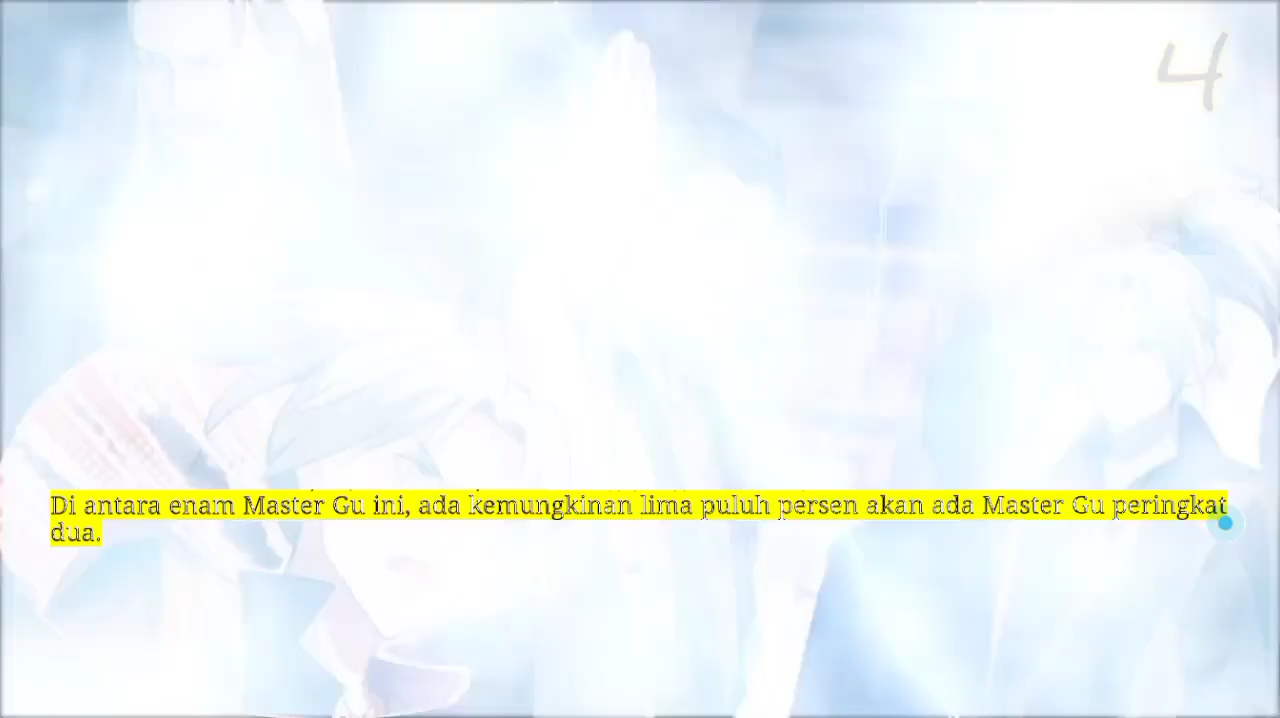 4
Di antara enam Master Gu ini, ada kemungkinan lima puluh persen akan ada Master Gu peringkat
dua.